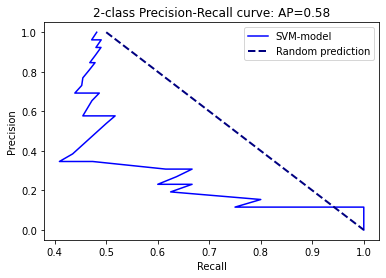 2-class Precision-Recall curve: AP=0.58
SVM-model
Random prediction
Precision
1.0
0.8
0.6
0.4
0.2
0.0
0.4 0.5 0.6 0.7 0.8 0.9 1.0
Recall